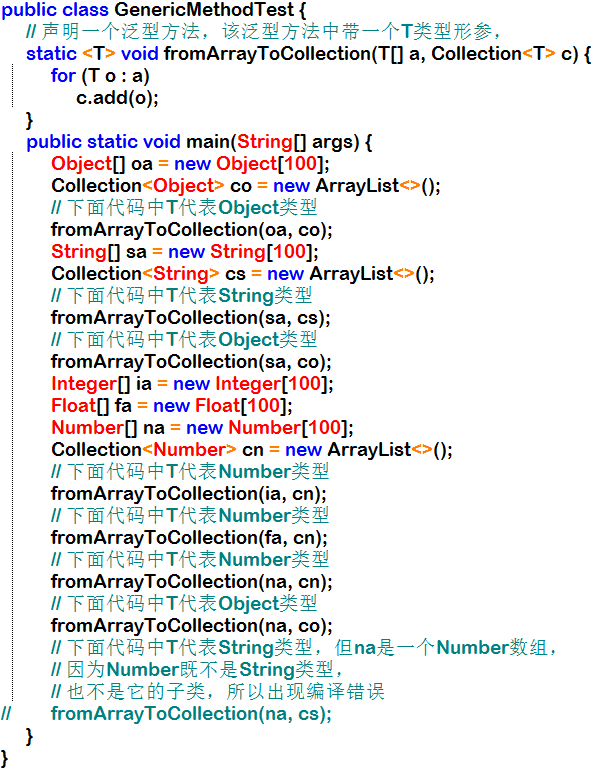 public class GenericMethodTest {
// 声明一个泛型方法，该泛型方法中带一个T类型形参，
static <T> void fromArrayToCollection(T[] a, Collection<T> c) {
for (T o : a)
c.add(o);
}
public static void main(String[] args) {
Object[] oa = new Object[100];
Collection<Object> co = new ArrayList<>();
// 下面代码中T代表Object类型
fromArrayToCollection(oa, co);
String[] sa = new String[100];
Collection<String> cs = new ArrayList<>();
// 下面代码中T代表String类型
fromArrayToCollection(sa, cs);
// 下面代码中T代表Object类型
fromArrayToCollection(sa, co);
Integer[] ia = new Integer[100];
Float[] fa = new Float[100];
Number[] na = new Number[100];
Collection<Number> cn = new ArrayList<>();
// 下面代码中T代表Number类型
fromArrayToCollection(ia, cn);
// 下面代码中T代表Number类型
fromArrayToCollection(fa, cn);
// 下面代码中T代表Number类型
fromArrayToCollection(na, cn);
// 下面代码中T代表Object类型
fromArrayToCollection(na, co);
// 下面代码中T代表String类型，但na是一个Number数组，
// 因为Number既不是String类型，
// 也不是它的子类，所以出现编译错误
// fromArrayToCollection(na, cs);
}
}